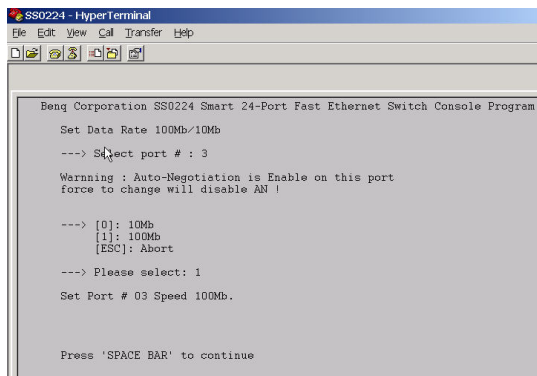 SS0224 - HyperTerminal
File Edit View Call Transfer Help
Benq Corporation SS0224 Smart 24-Port Fast Ethernet Switch Console Program
Set Data Rate 100Mb/10Mb
---> Select port # : 3
Warnning : Auto-Negotiation is Enable on this port
force to change will disable AN !
---> [0]: 10Mb
[1]: 100Mb
[ESC]: Abort
---> Please select: 1
Set Port # 03 Speed 100Mb.
Press 'SPACE BAR' to continue